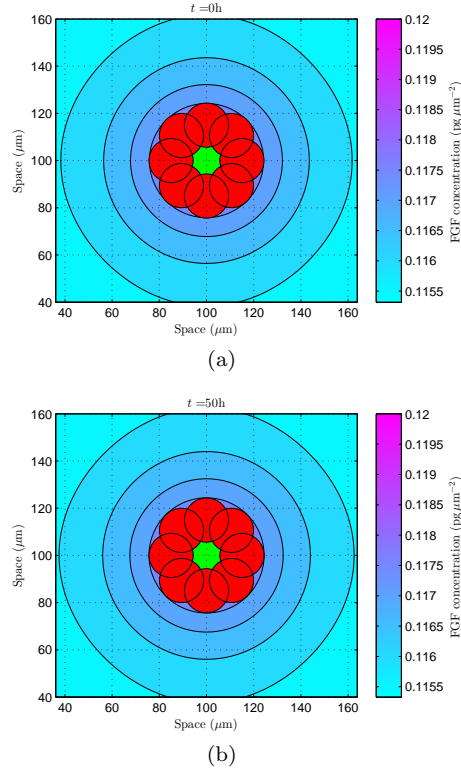 t =0h
160
140
120
100
80
60
40
Space (μm)
40 60 80 100 120 140 160
Space (μm)
0.12
0.1195
0.119
0.1185
0.118
0.1175
0.117
0.1165
0.116
0.1155
FGF concentration (pg μm−2)
(a)
t =50h
160
140
120
100
80
60
40
Space (μm)
40 60 80 100 120 140 160
Space (μm)
0.12
0.1195
0.119
0.1185
0.118
0.1175
0.117
0.1165
0.116
0.1155
FGF concentration (pg μm−2)
(b)